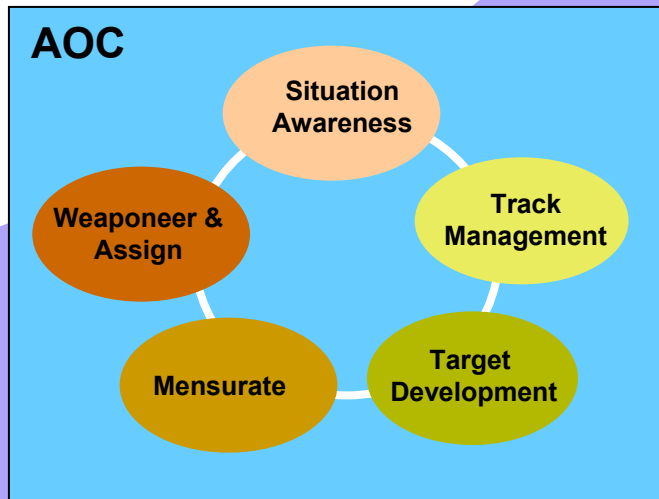 AOC
Situation
Awareness
Track
Management
Target
Development
Mensurate
Weaponeer &
Assign